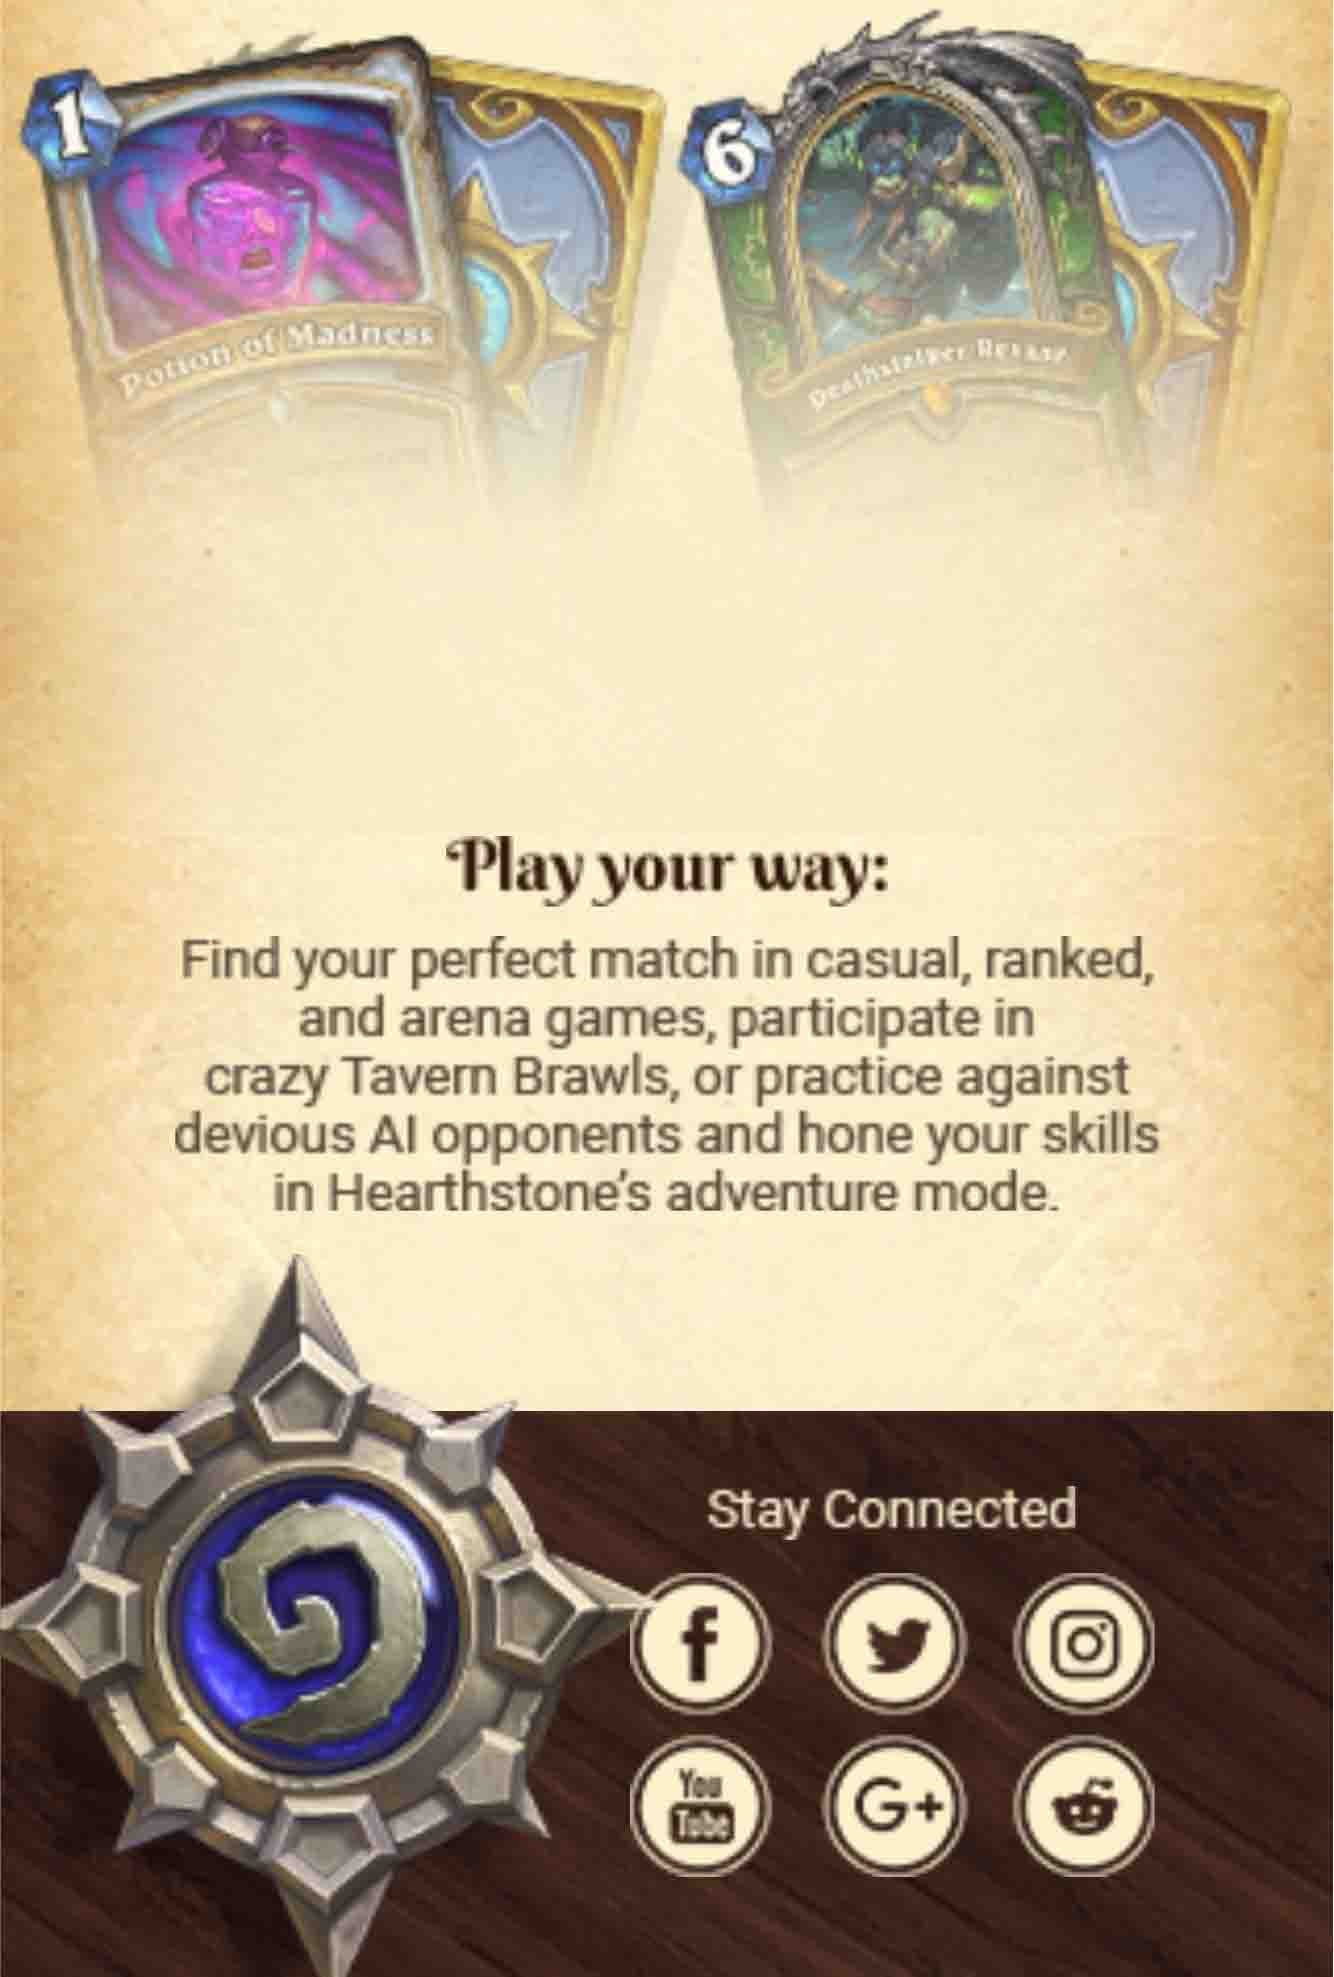 1
Potion of Madness
6
Deathstalker Rexxar
Play your way:
Find your perfect match in casual, ranked,
and arena games, participate in
crazy Tavern Brawls, or practice against
devious AI opponents and hone your skills
in Hearthstone's adventure mode.
Stay Connected
f
You
Tube
G+